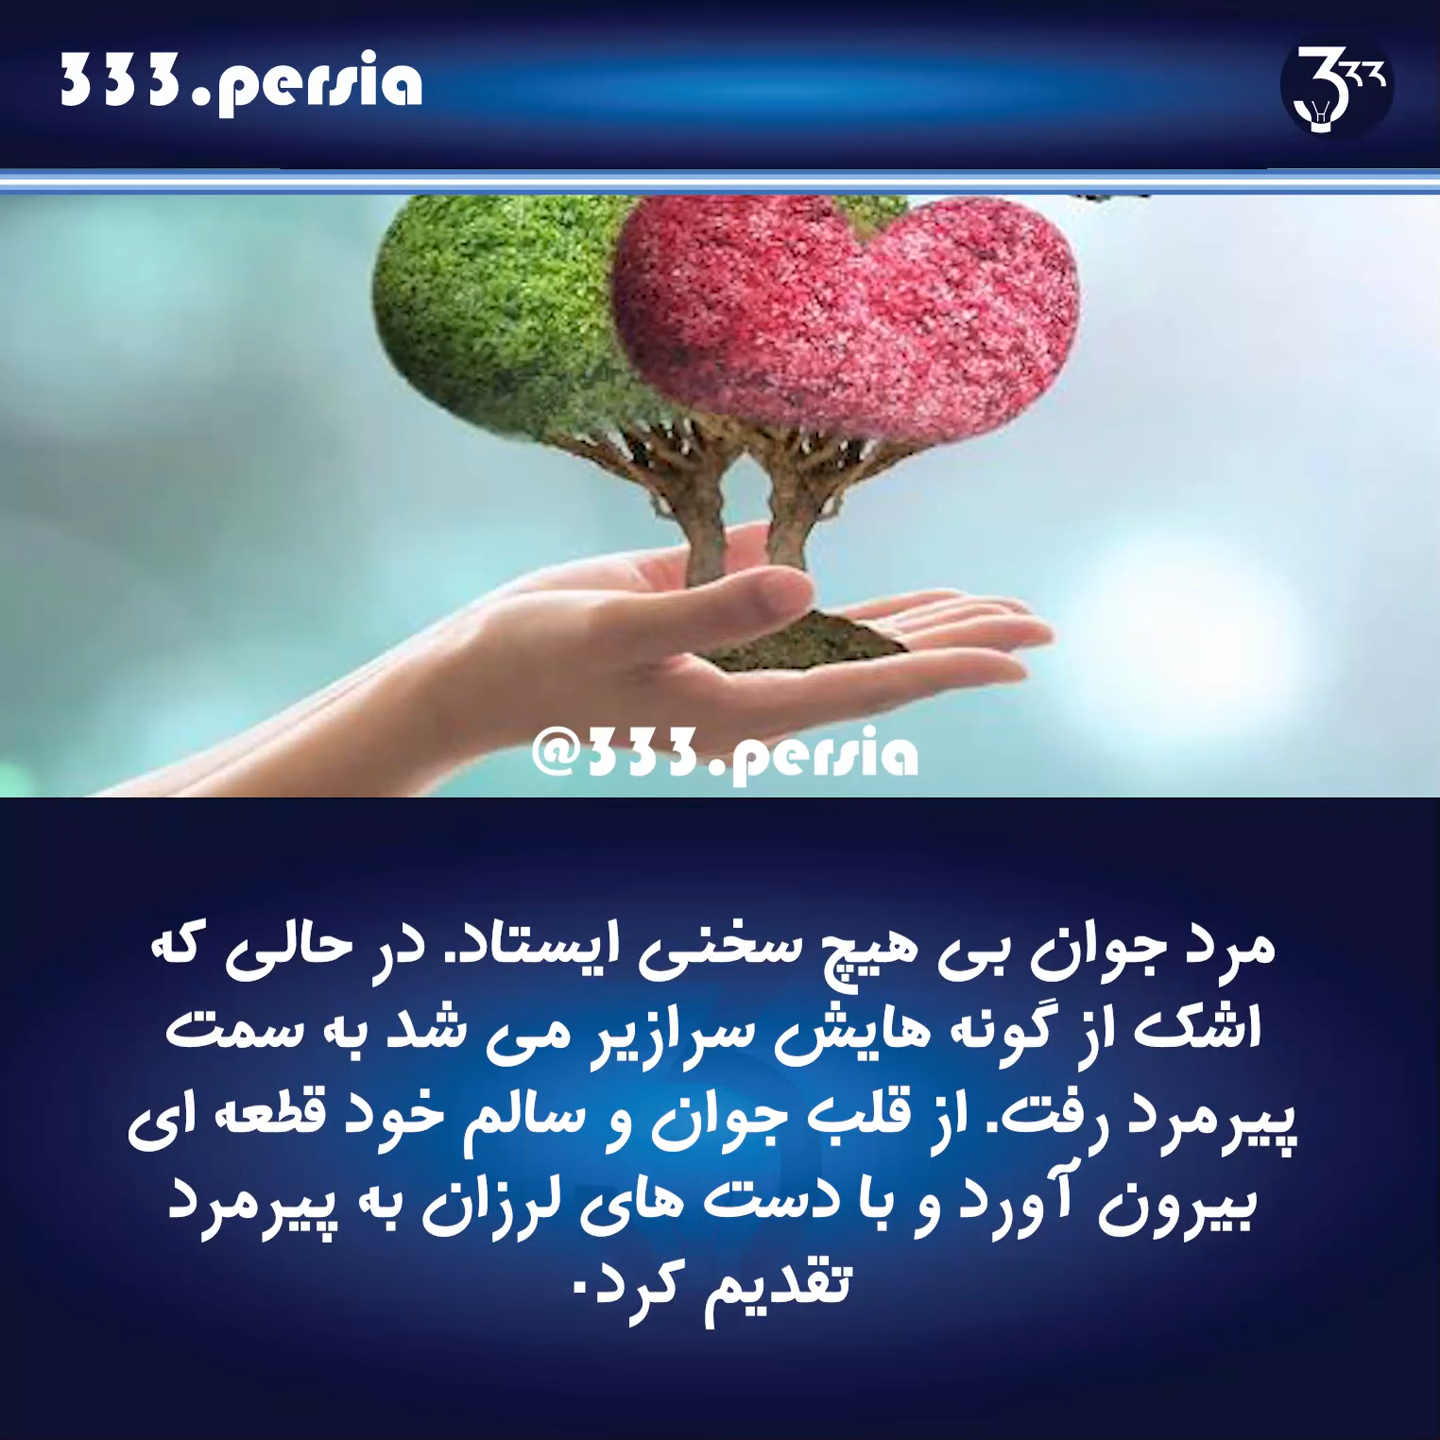 333.persia
333
@333.persia
مرد جوان بی هیچ سخنی ایستاد. در حالی که
اشک از گونه هایش سرازیر می شد به سمت
پیرمرد رفت. از قلب جوان و سالم خود قطعه ای
بیرون آورد و با دست های لرزان به پیرمرد
تقدیم کرد.